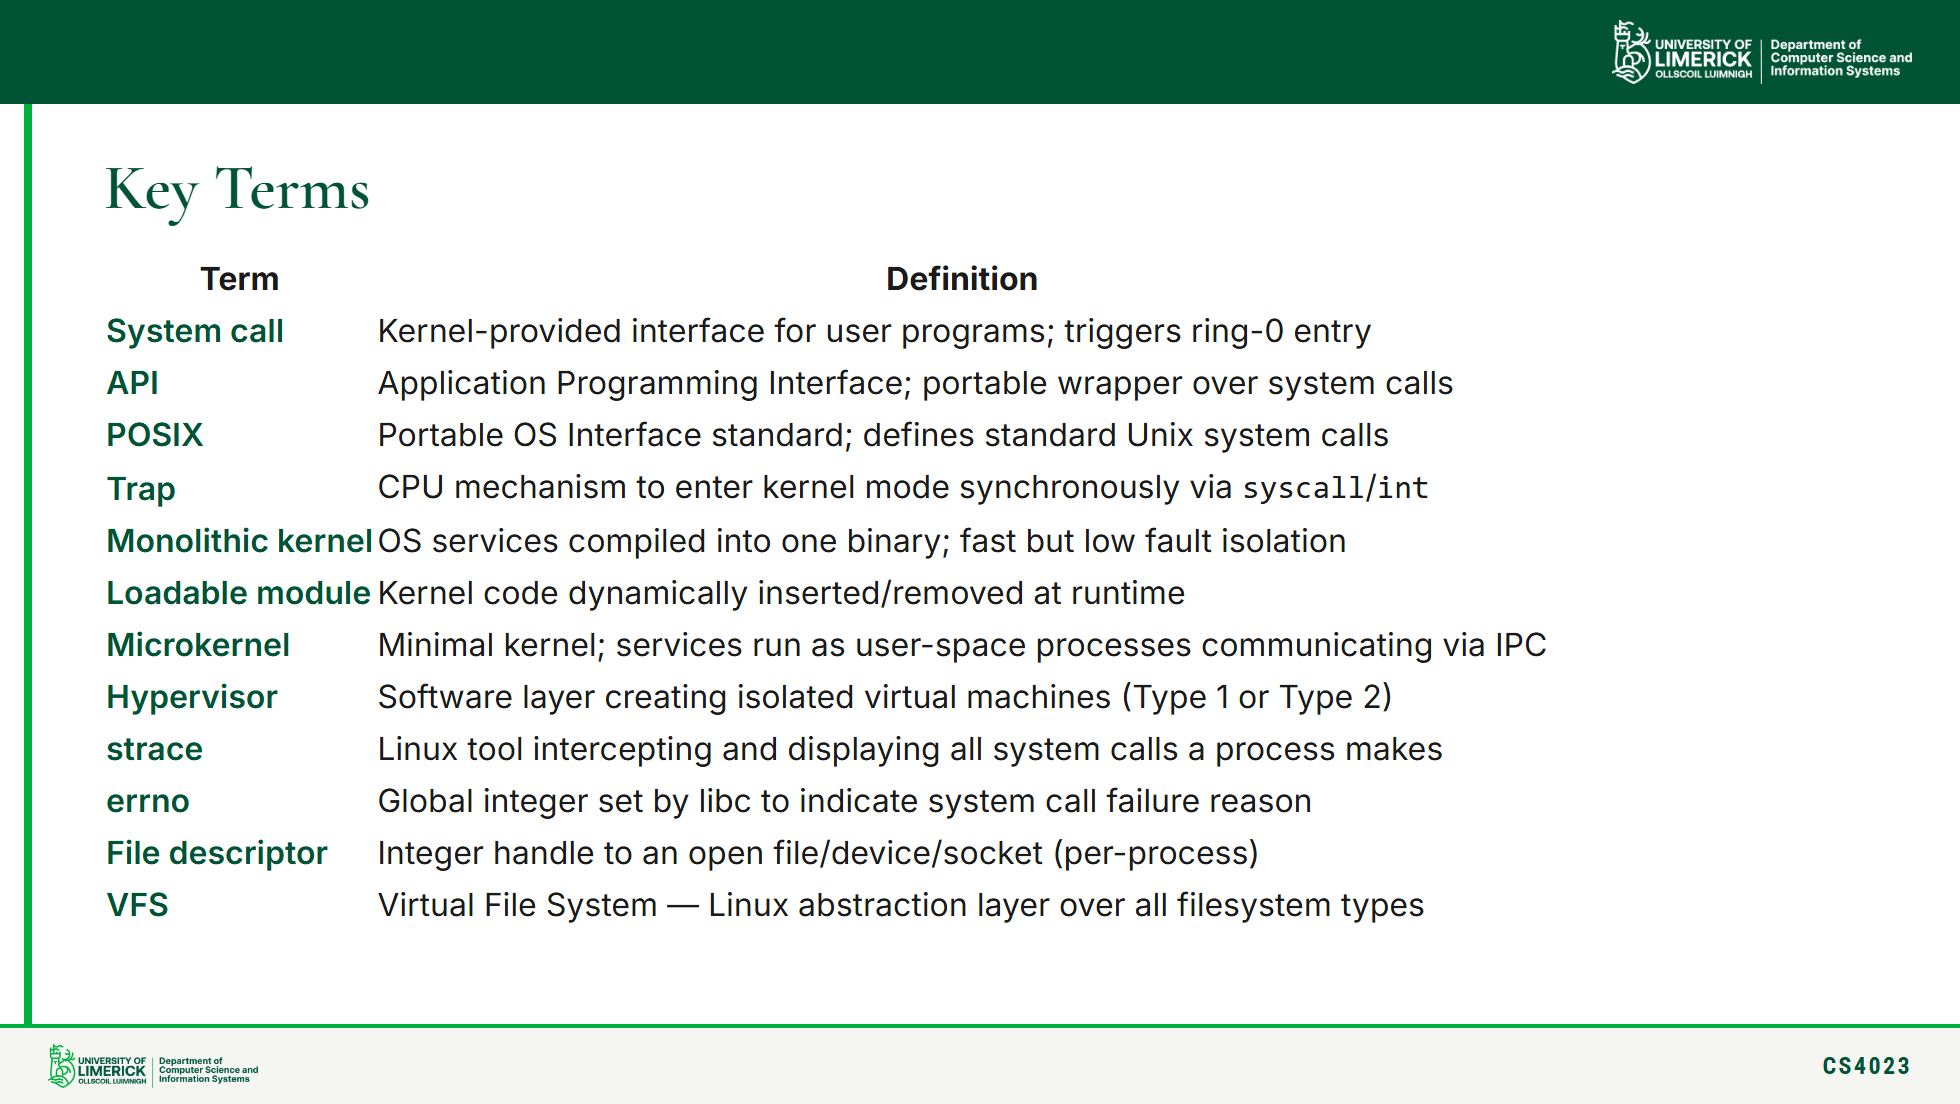 UNIVERSITY OF
LIMERICK
OLLSCOIL LUIMNIGH
Department of
Computer Science and
Information Systems
Key Terms
Term Definition
System call Kernel-provided interface for user programs; triggers ring-0 entry
API Application Programming Interface; portable wrapper over system calls
POSIX Portable OS Interface standard; defines standard Unix system calls
Trap CPU mechanism to enter kernel mode synchronously via syscall/int
Monolithic kernel OS services compiled into one binary; fast but low fault isolation
Loadable module Kernel code dynamically inserted/removed at runtime
Microkernel Minimal kernel; services run as user-space processes communicating via IPC
Hypervisor Software layer creating isolated virtual machines (Type 1 or Type 2)
strace Linux tool intercepting and displaying all system calls a process makes
errno Global integer set by libc to indicate system call failure reason
File descriptor Integer handle to an open file/device/socket (per-process)
VFS Virtual File System — Linux abstraction layer over all filesystem types
UNIVERSITY OF
LIMERICK
OLLSCOIL LUIMNIGH
Department of
Computer Science and
Information Systems
CS4023